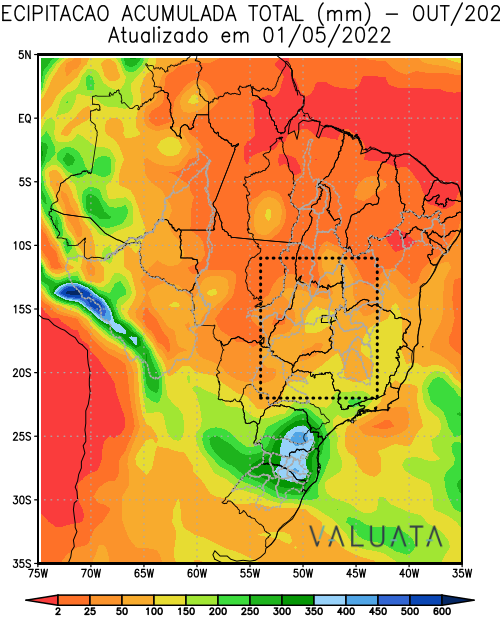 ECIPITACAO ACUMULADA TOTAL (mm) – OUT/202
Atualizado em 01/05/2022
5N
EQ
5S
10S
15S
20S
25S
30S
35S
75W 70W 65W 60W 55W 50W 45W 40W 35W
VALUATA
2 25 50 100 150 200 250 300 350 400 450 500 600